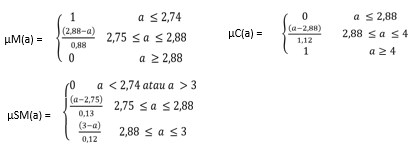 μM(a) = { 1 a ≤ 2,74
(2,88−a)/0,88 2,75 ≤ a ≤ 2,88
0 a ≥ 2,88
μC(a) = { 0 a ≤ 2,88
(a−2,88)/1,12 2,88 ≤ a ≤ 4
1 a ≥ 4
μSM(a) = { 0 a < 2,74 atau a > 3
(a−2,75)/0,13 2,75 ≤ a ≤ 2,88
(3−a)/0,12 2,88 ≤ a ≤ 3